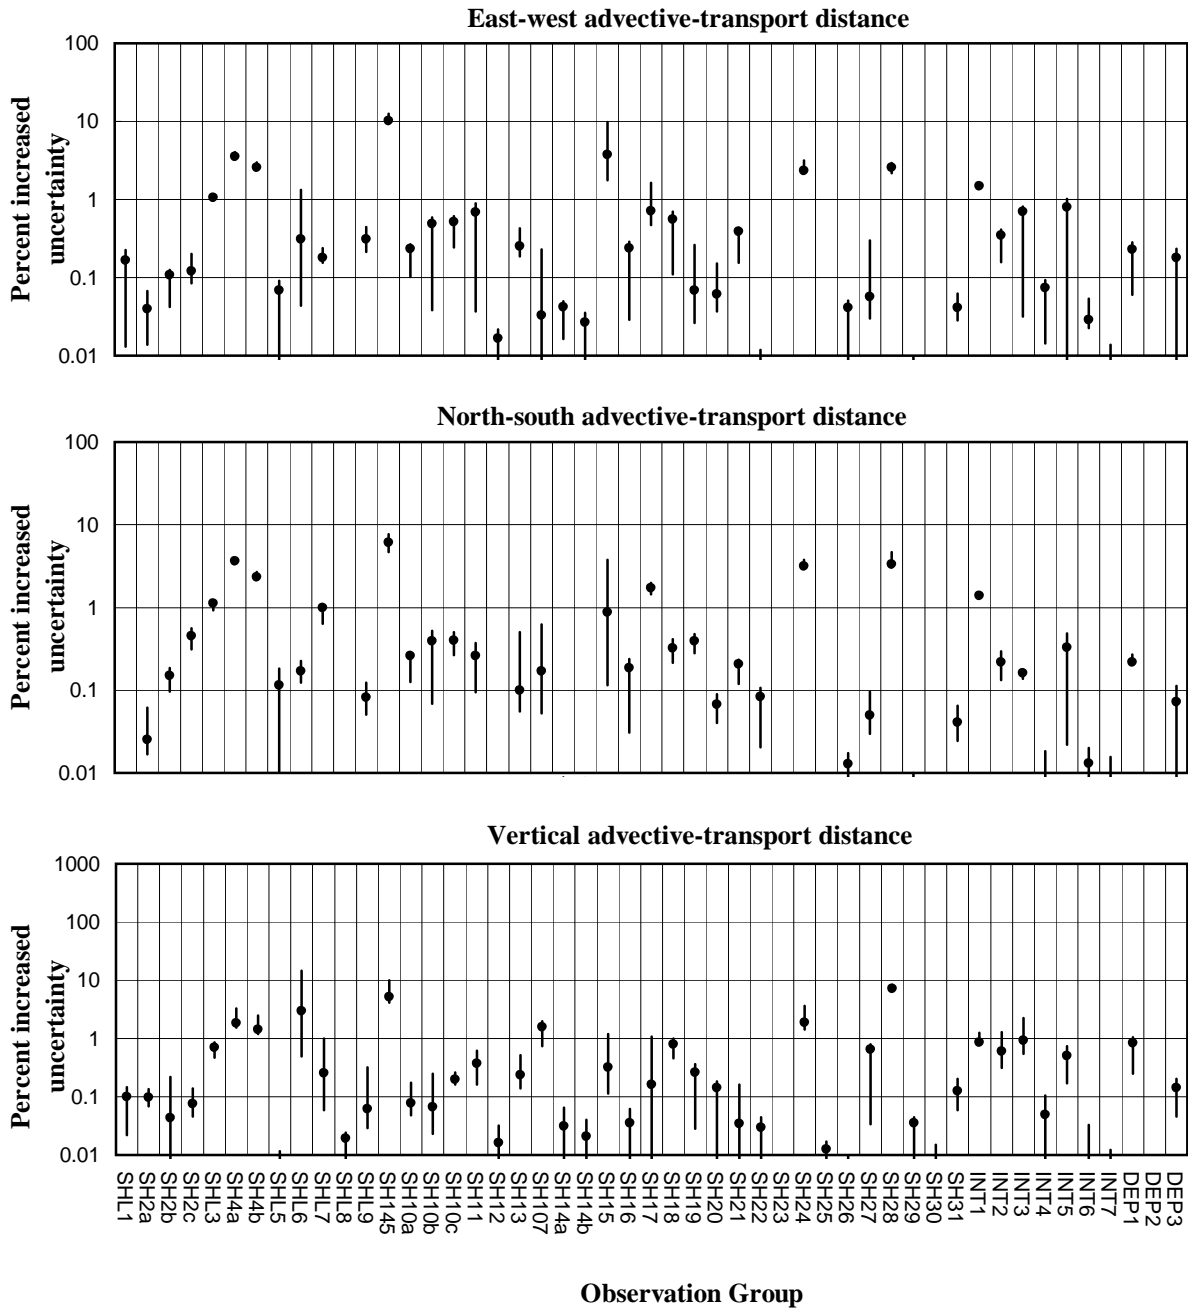 East-west advective-transport distance
Percent increased
uncertainty
100
10
1
0.1
0.01
North-south advective-transport distance
Percent increased
uncertainty
100
10
1
0.1
0.01
Vertical advective-transport distance
Percent increased
uncertainty
1000
100
10
1
0.1
0.01
SHL1
SH2a
SH2b
SH2c
SHL3
SH4a
SH4b
SHL5
SHL6
SHL7
SHL8
SHL9
SH145
SH10a
SH10b
SH10c
SH11
SH12
SH13
SH107
SH14a
SH14b
SH15
SH16
SH17
SH18
SH19
SH20
SH21
SH22
SH23
SH24
SH25
SH26
SH27
SH28
SH29
SH30
SH31
INT1
INT2
INT3
INT4
INT5
INT6
INT7
DEP1
DEP2
DEP3
Observation Group